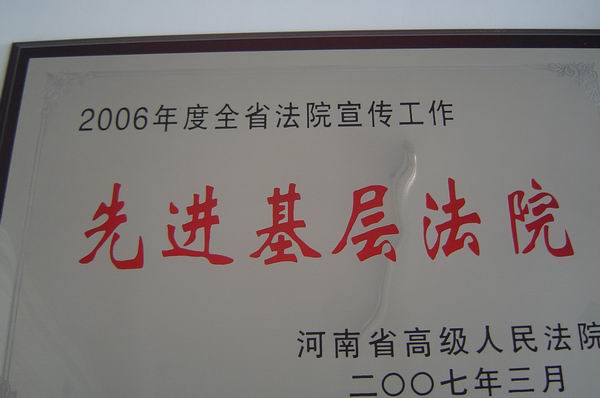 2006年度全省法院宣传工作
先进基层法院
河南省高级人民法院
二〇〇七年三月